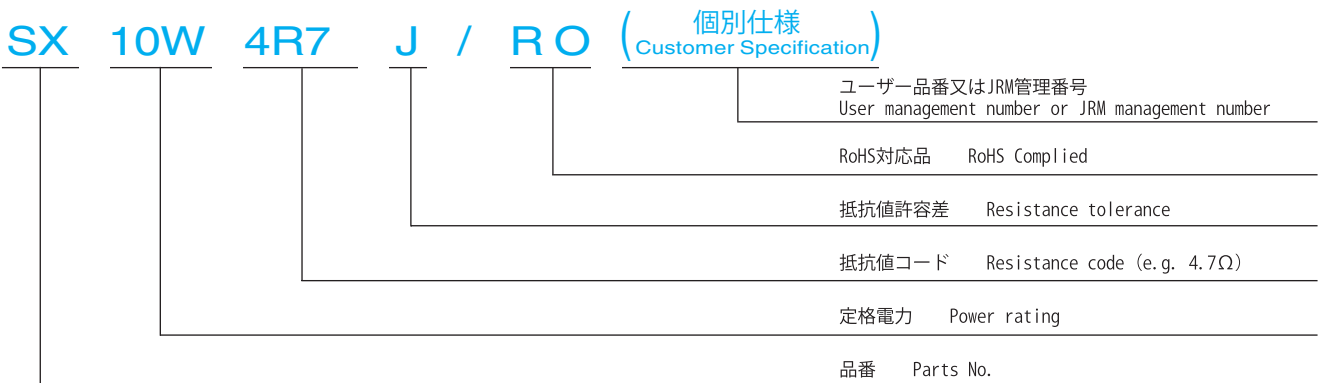 SX 10W 4R7 J / RO (個別仕様
Customer Specification)
ユーザー品番又はJRM管理番号
User management number or JRM management number
RoHS対応品 RoHS Complied
抵抗値許容差 Resistance tolerance
抵抗値コード Resistance code (e.g. 4.7Ω)
定格電力 Power rating
品番 Parts No.